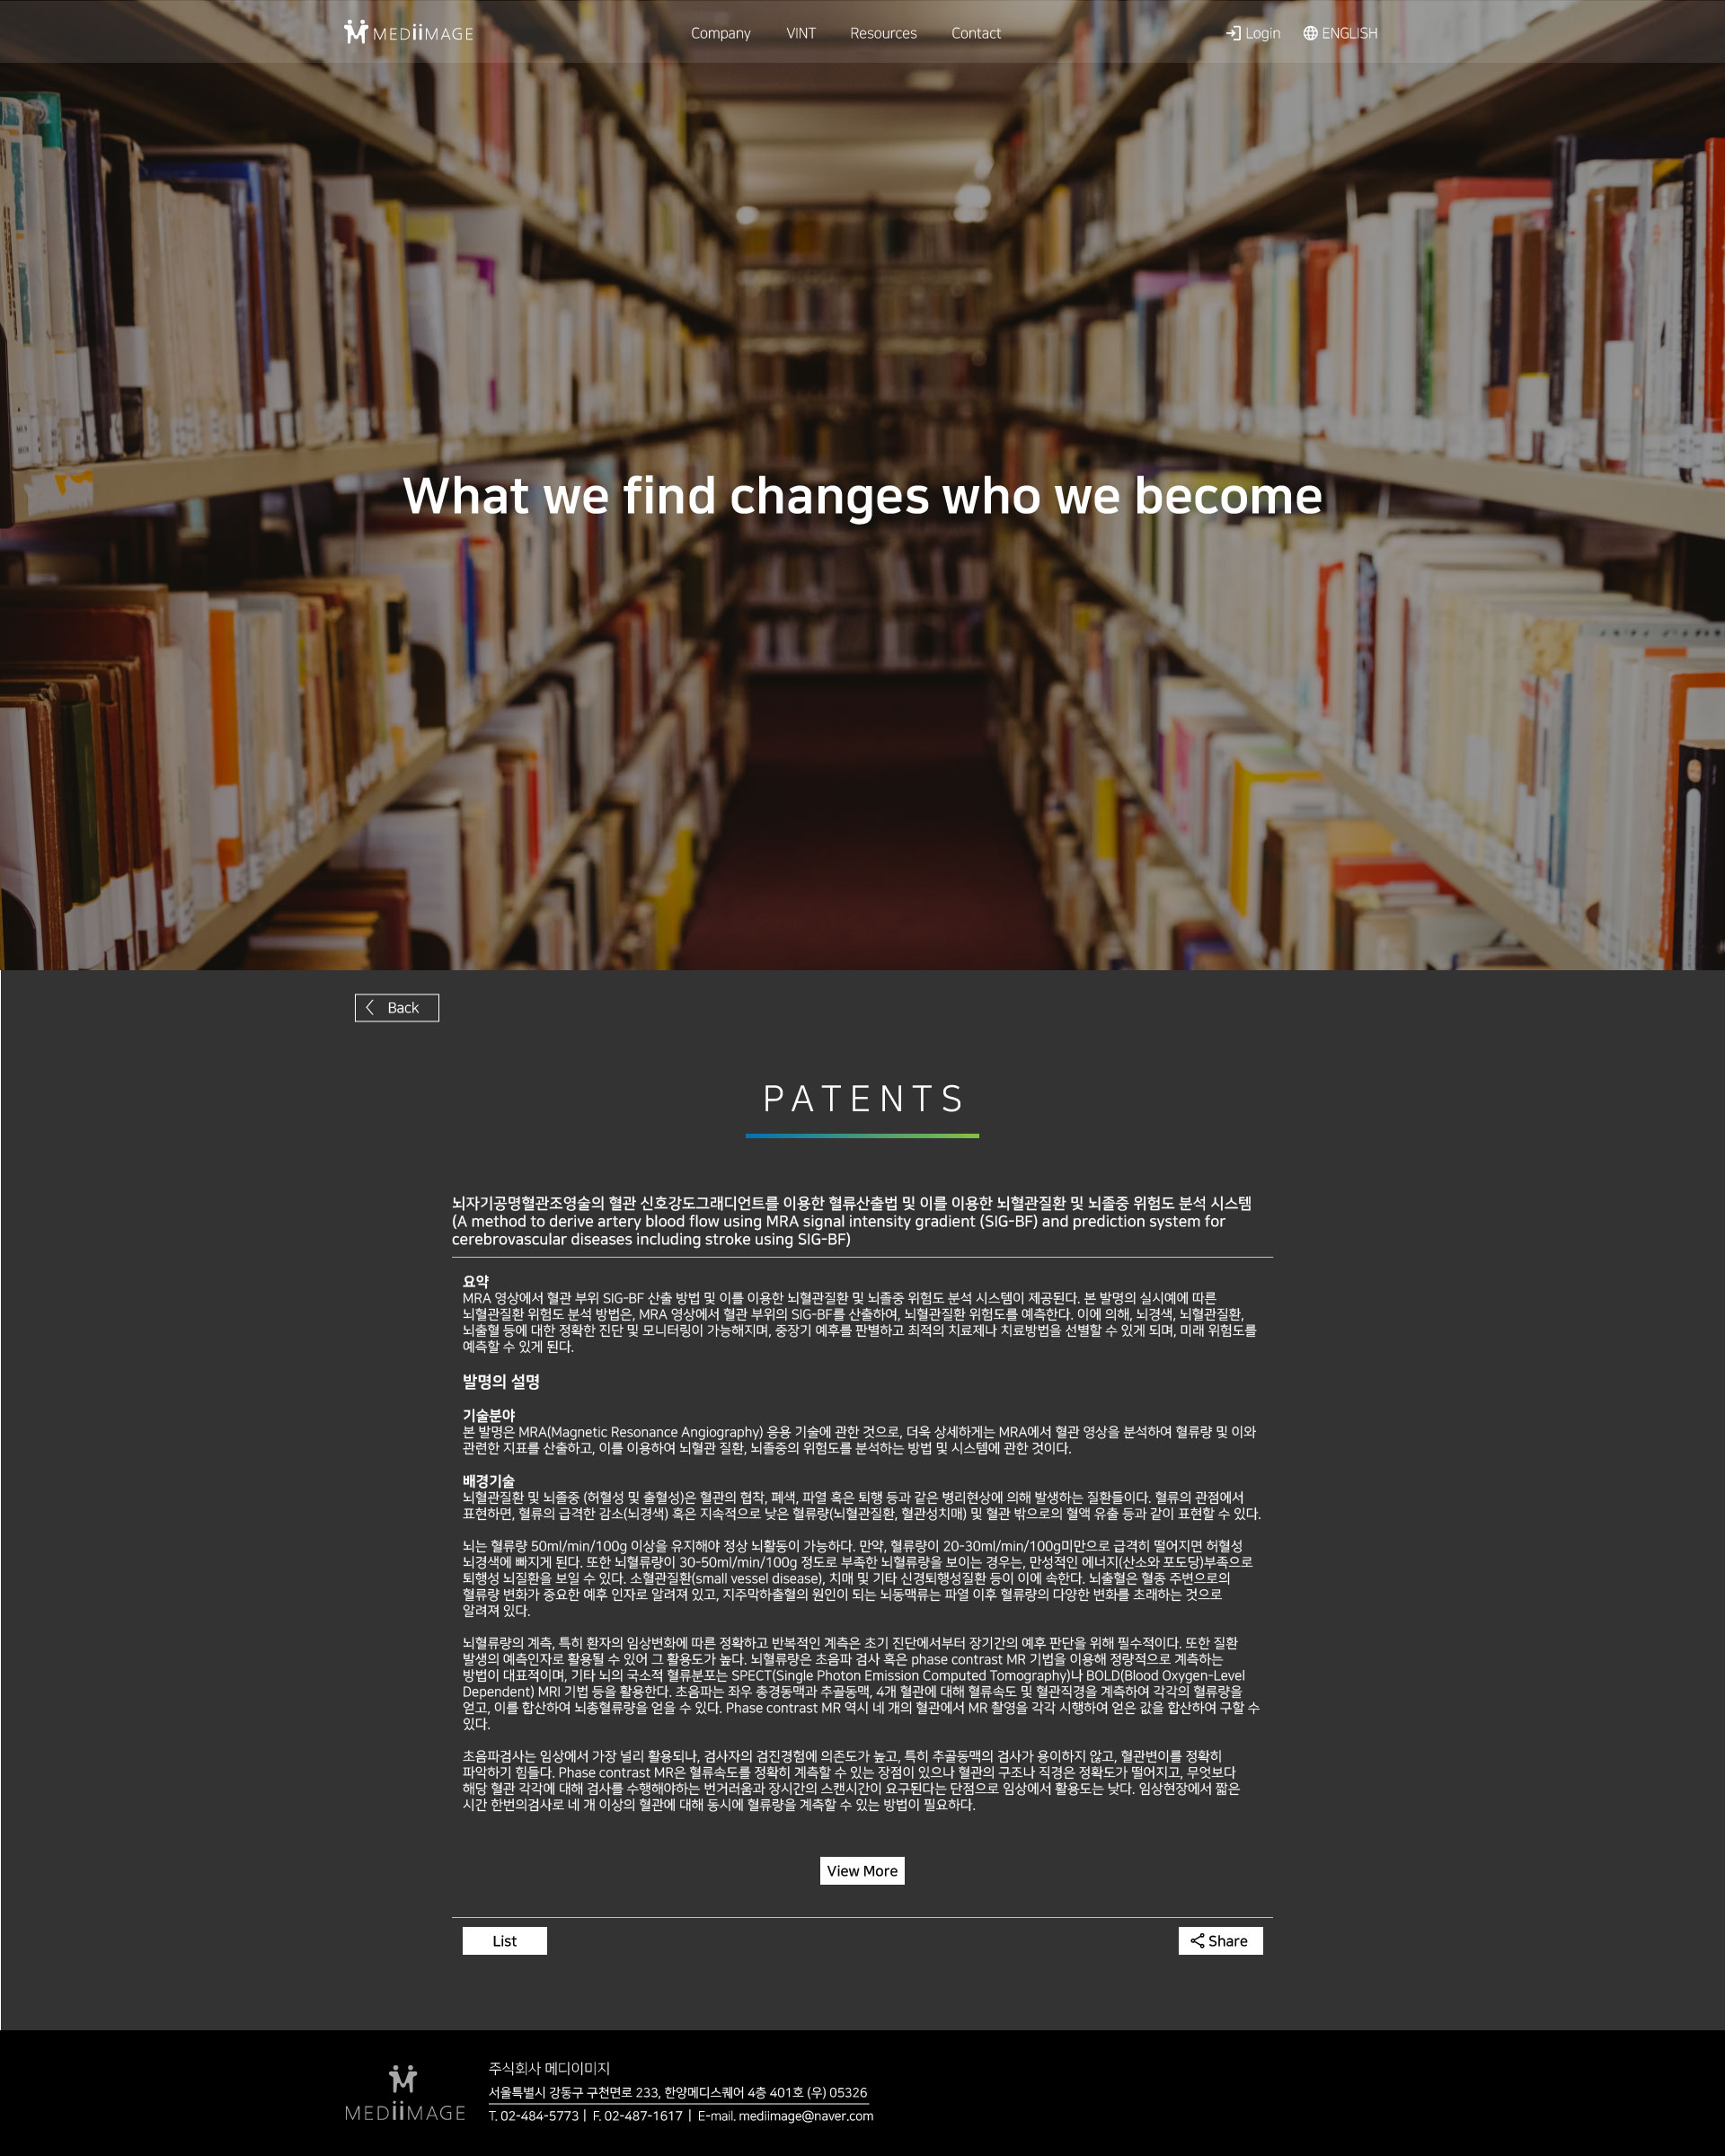 MEDiiMAGE
Company VINT Resources Contact
Login ENGLISH
What we find changes who we become
Back
PATENTS
뇌자기공명혈관조영술의 혈관 신호강도그래디언트를 이용한 혈류산출법 및 이를 이용한 뇌혈관질환 및 뇌졸중 위험도 분석 시스템
(A method to derive artery blood flow using MRA signal intensity gradient (SIG-BF) and prediction system for
cerebrovascular diseases including stroke using SIG-BF)
요약
MRA 영상에서 혈관 부위 SIG-BF 산출 방법 및 이를 이용한 뇌혈관질환 및 뇌졸중 위험도 분석 시스템이 제공된다. 본 발명의 실시예에 따른
뇌혈관질환 위험도 분석 방법은, MRA 영상에서 혈관 부위의 SIG-BF를 산출하여, 뇌혈관질환 위험도를 예측한다. 이에 의해, 뇌경색, 뇌혈관질환,
뇌출혈 등에 대한 정확한 진단 및 모니터링이 가능해지며, 중장기 예후를 판별하고 최적의 치료제나 치료방법을 선별할 수 있게 되며, 미래 위험도를
예측할 수 있게 된다.
발명의 설명
기술분야
본 발명은 MRA(Magnetic Resonance Angiography) 응용 기술에 관한 것으로, 더욱 상세하게는 MRA에서 혈관 영상을 분석하여 혈류량 및 이와
관련한 지표를 산출하고, 이를 이용하여 뇌혈관 질환, 뇌졸중의 위험도를 분석하는 방법 및 시스템에 관한 것이다.
배경기술
뇌혈관질환 및 뇌졸중 (허혈성 및 출혈성)은 혈관의 협착, 폐색, 파열 혹은 퇴행 등과 같은 병리현상에 의해 발생하는 질환들이다. 혈류의 관점에서
표현하면, 혈류의 급격한 감소(뇌경색) 혹은 지속적으로 낮은 혈류량(뇌혈관질환, 혈관성치매) 및 혈관 밖으로의 혈액 유출 등과 같이 표현할 수 있다.
뇌는 혈류량 50ml/min/100g 이상을 유지해야 정상 뇌활동이 가능하다. 만약, 혈류량이 20-30ml/min/100g미만으로 급격히 떨어지면 허혈성
뇌경색에 빠지게 된다. 또한 뇌혈류량이 30-50ml/min/100g 정도로 부족한 뇌혈류량을 보이는 경우는, 만성적인 에너지(산소와 포도당)부족으로
퇴행성 뇌질환을 보일 수 있다. 소혈관질환(small vessel disease), 치매 및 기타 신경퇴행성질환 등이 이에 속한다. 뇌출혈은 혈종 주변으로의
혈류량 변화가 중요한 예후 인자로 알려져 있고, 지주막하출혈의 원인이 되는 뇌동맥류는 파열 이후 혈류량의 다양한 변화를 초래하는 것으로
알려져 있다.
뇌혈류량의 계측, 특히 환자의 임상변화에 따른 정확하고 반복적인 계측은 초기 진단에서부터 장기간의 예후 판단을 위해 필수적이다. 또한 질환
발생의 예측인자로 활용될 수 있어 그 활용도가 높다. 뇌혈류량은 초음파 검사 혹은 phase contrast MR 기법을 이용해 정량적으로 계측하는
방법이 대표적이며, 기타 뇌의 국소적 혈류분포는 SPECT(Single Photon Emission Computed Tomography)나 BOLD(Blood Oxygen-Level
Dependent) MRI 기법 등을 활용한다. 초음파는 좌우 총경동맥과 추골동맥, 4개 혈관에 대해 혈류속도 및 혈관직경을 계측하여 각각의 혈류량을
얻고, 이를 합산하여 뇌총혈류량을 얻을 수 있다. Phase contrast MR 역시 네 개의 혈관에서 MR 촬영을 각각 시행하여 얻은 값을 합산하여 구할 수
있다.
초음파검사는 임상에서 가장 널리 활용되나, 검사자의 검진경험에 의존도가 높고, 특히 추골동맥의 검사가 용이하지 않고, 혈관변이를 정확히
파악하기 힘들다. Phase contrast MR은 혈류속도를 정확히 계측할 수 있는 장점이 있으나 혈관의 구조나 직경은 정확도가 떨어지고, 무엇보다
해당 혈관 각각에 대해 검사를 수행해야하는 번거러움과 장시간의 스캔시간이 요구된다는 단점으로 임상에서 활용도는 낮다. 임상현장에서 짧은
시간 한번의검사로 네 개 이상의 혈관에 대해 동시에 혈류량을 계측할 수 있는 방법이 필요하다.
View More
List
Share
MEDiiMAGE
주식회사 메디이미지
서울특별시 강동구 구천면로 233, 한양메디스퀘어 4층 401호 (우) 05326
T. 02-484-5773 | F. 02-487-1617 | E-mail. mediimage@naver.com